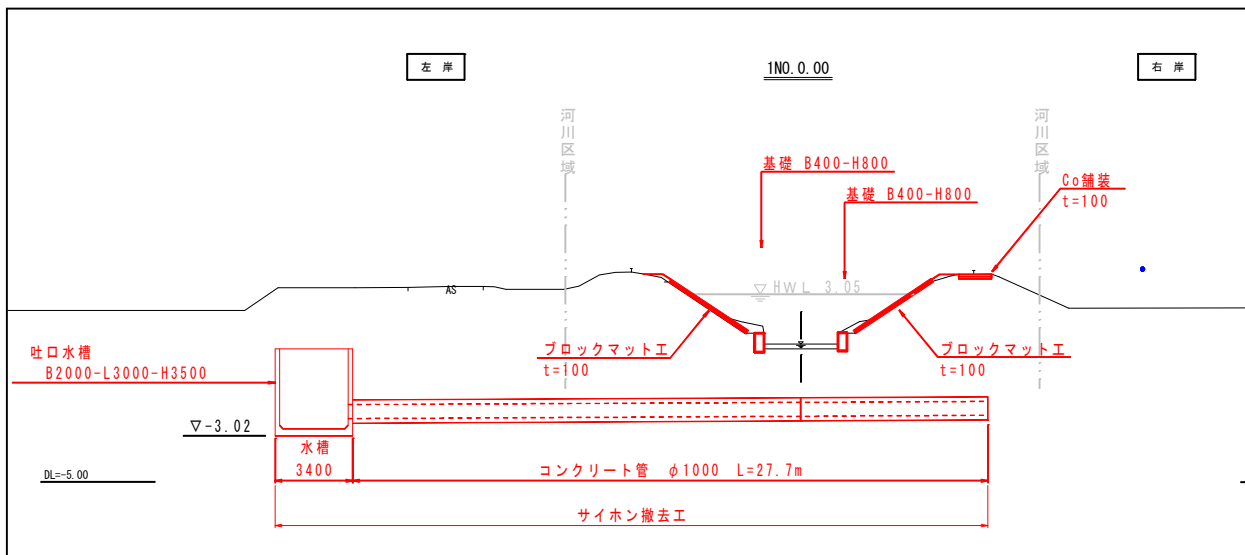 左 岸
1NO.0.00
右 岸
河川区域
河川区域
基礎 B400-H800
基礎 B400-H800
Co舗装
t=100
HWL 3.05
AS
吐口水槽
B2000-L3000-H3500
ブロックマット工
t=100
ブロックマット工
t=100
▽-3.02
水槽
3400
コンクリート管 φ1000 L=27.7m
DL=-5.00
サイホン撤去工